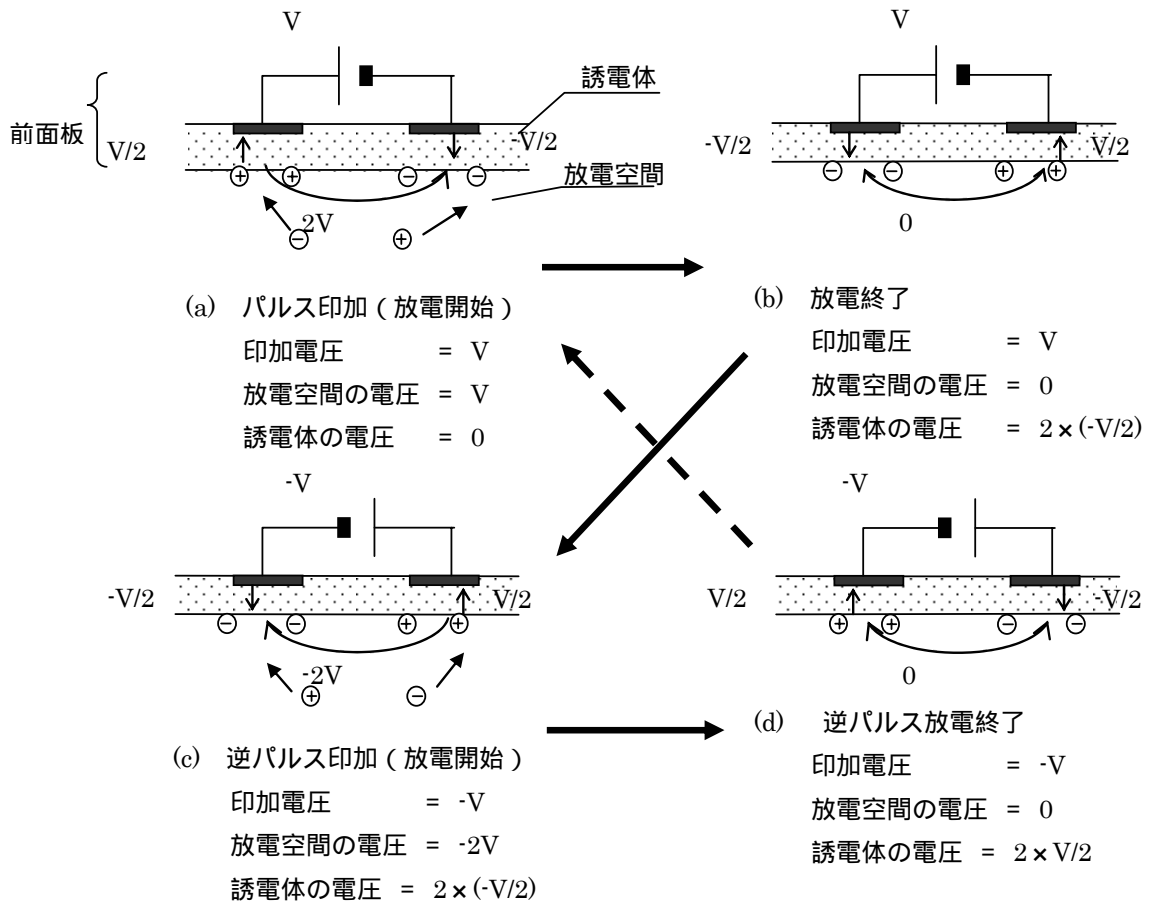 V
誘電体
前面板
V/2
-V/2
放電空間
2V
(a) パルス印加(放電開始)
印加電圧 = V
放電空間の電圧 = V
誘電体の電圧 = 0
V
-V/2
V/2
0
(b) 放電終了
印加電圧 = V
放電空間の電圧 = 0
誘電体の電圧 = 2×(-V/2)
-V
-V/2
V/2
-2V
(c) 逆パルス印加(放電開始)
印加電圧 = -V
放電空間の電圧 = -2V
誘電体の電圧 = 2×(-V/2)
-V
V/2
-V/2
0
(d) 逆パルス放電終了
印加電圧 = -V
放電空間の電圧 = 0
誘電体の電圧 = 2×V/2